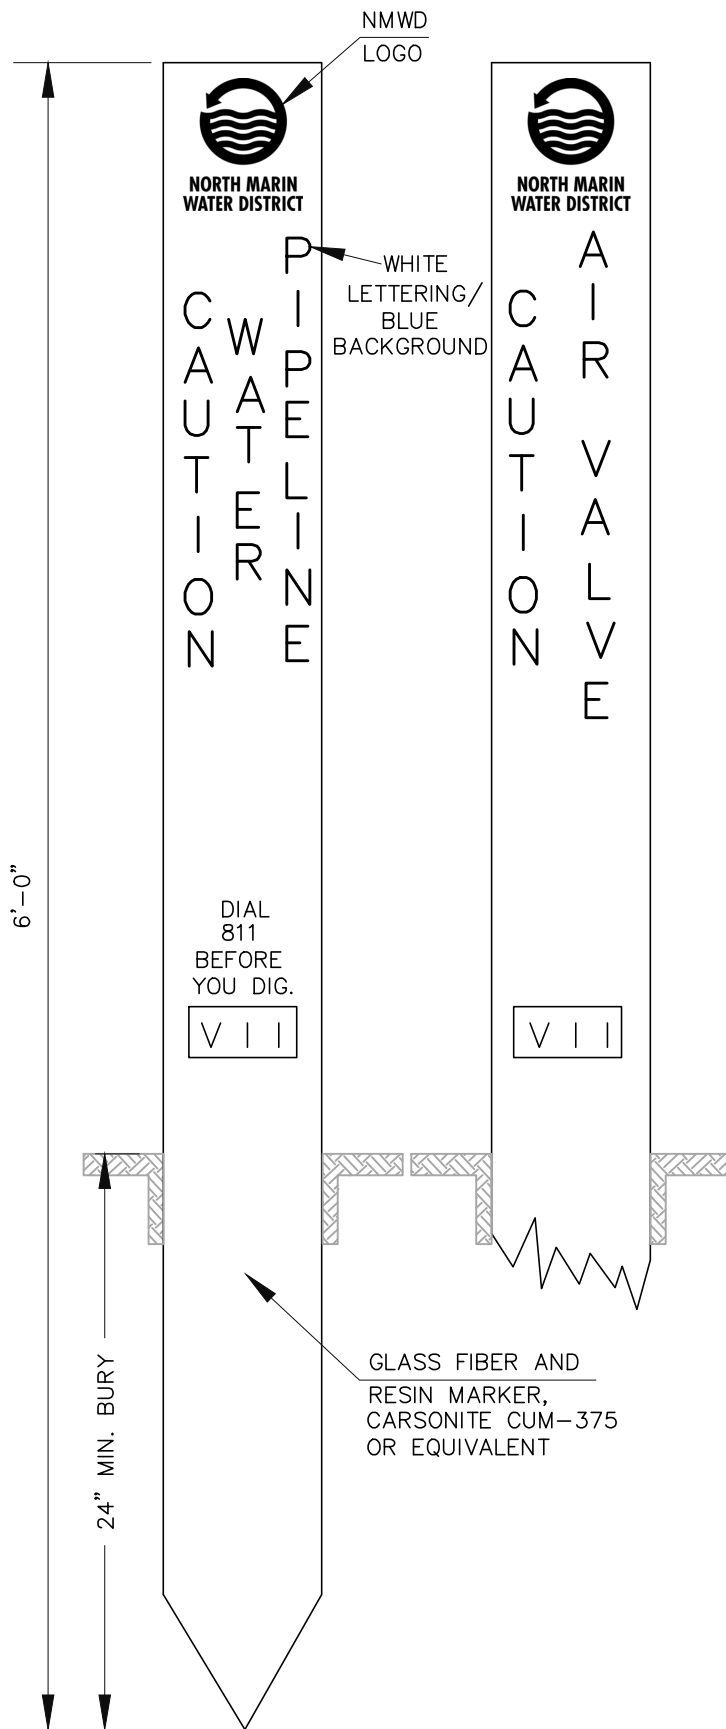 NMWD
LOGO
NORTH MARIN
WATER DISTRICT
NORTH MARIN
WATER DISTRICT
CAUTION
WATER
PIPELINE
WHITE
LETTERING/
BLUE
BACKGROUND
CAUTION
AIR VALVE
6'-0"
DIAL
811
BEFORE
YOU DIG.
V I I
V I I
24" MIN. BURY
GLASS FIBER AND
RESIN MARKER,
CARSONITE CUM-375
OR EQUIVALENT